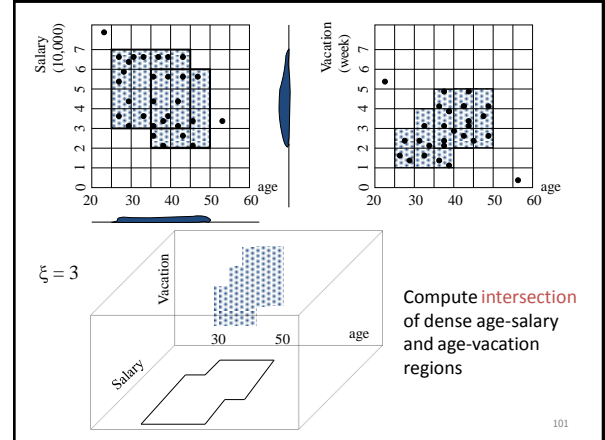 Salary
(10,000)
7
6
5
4
3
2
1
0
20
30
40
50
60
age
Vacation
(week)
7
6
5
4
3
2
1
0
20
30
40
50
60
age
ξ = 3
Vacation
Salary
30
50
age
Compute intersection
of dense age-salary
and age-vacation
regions
101